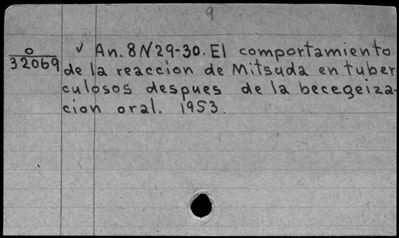 9
o
32069
✓ An. 8 N 29-30. El comportamiento
de la reaccion de Mitsuda en tuber
culosos despues de la becegeiza-
cion oral. 1953.